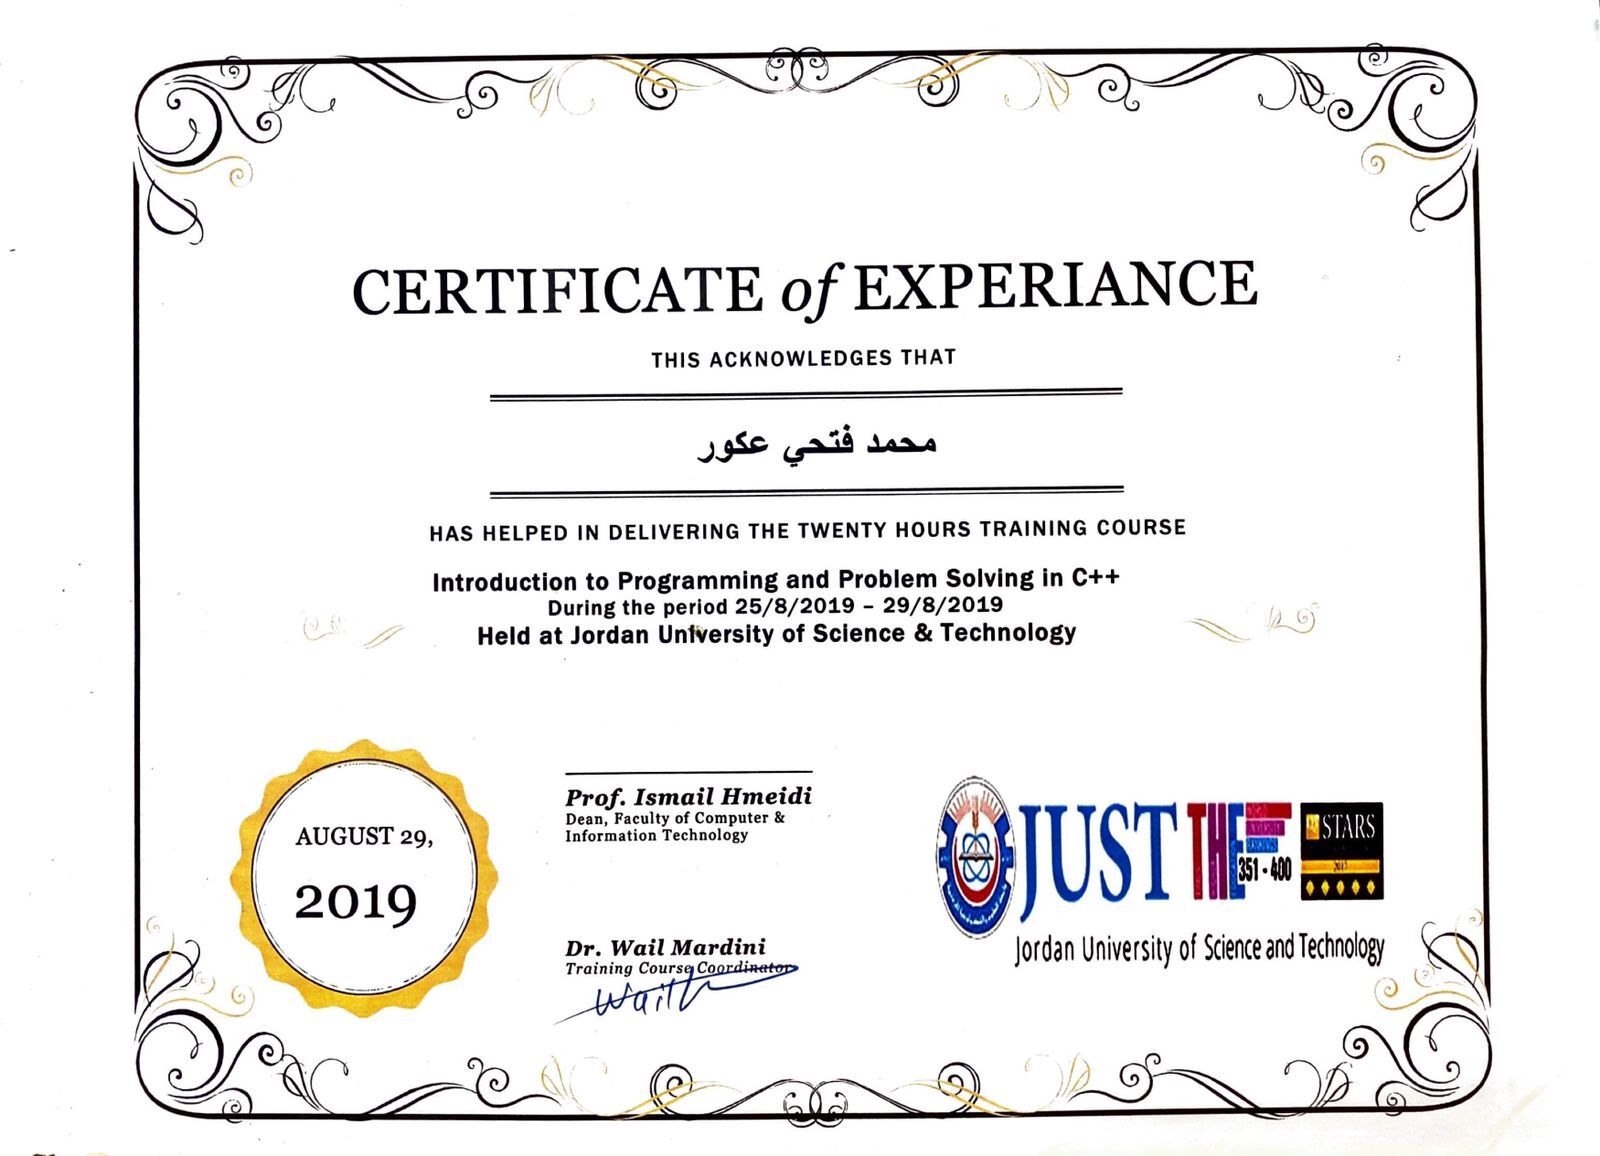 CERTIFICATE of EXPERIANCE
THIS ACKNOWLEDGES THAT
محمد فتحي عكور
HAS HELPED IN DELIVERING THE TWENTY HOURS TRAINING COURSE
Introduction to Programming and Problem Solving in C++
During the period 25/8/2019 – 29/8/2019
Held at Jordan University of Science & Technology
AUGUST 29,
2019
Prof. Ismail Hmeidi
Dean, Faculty of Computer &
Information Technology
Dr. Wail Mardini
Training Course Coordinator
Wail
JUST
THE
351 - 400
STARS
2017
Jordan University of Science and Technology